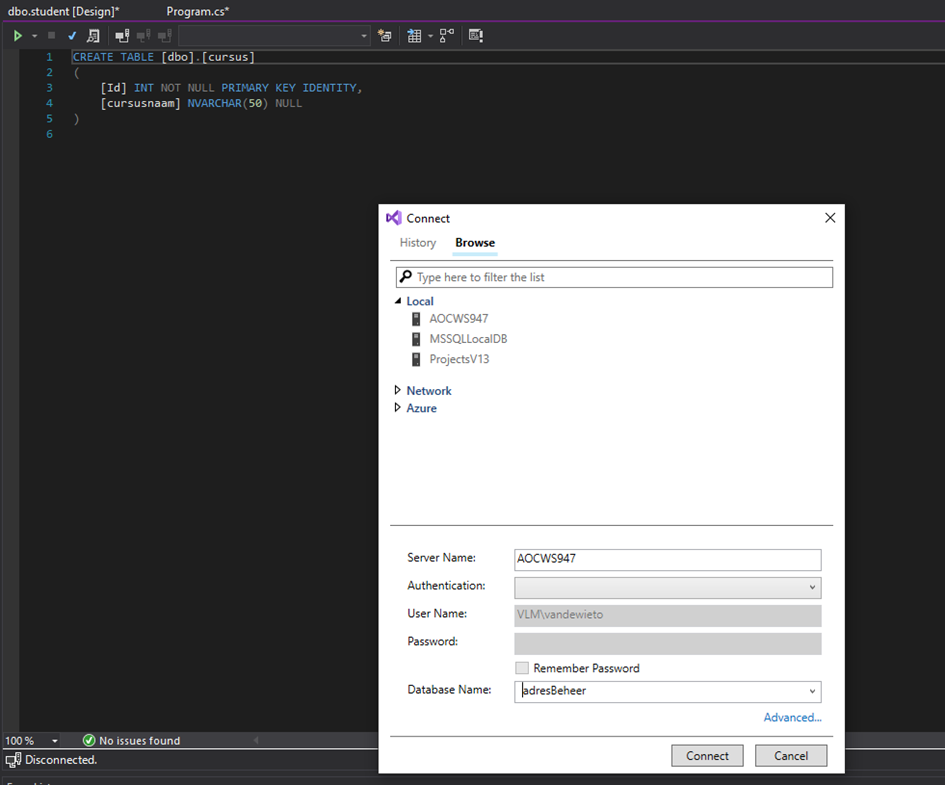 dbo.student [Design]* Program.cs*
1 CREATE TABLE [dbo].[cursus]
2 (
3 [Id] INT NOT NULL PRIMARY KEY IDENTITY,
4 [cursusnaam] NVARCHAR(50) NULL
5 )
6
Connect
History Browse
Type here to filter the list
Local
AOCWS947
MSSQLLocalDB
ProjectsV13
Network
Azure
Server Name: AOCWS947
Authentication:
User Name: VLM\vandewieto
Password:
Remember Password
Database Name: adresBeheer
Advanced...
Connect Cancel
100 % No issues found
Disconnected.